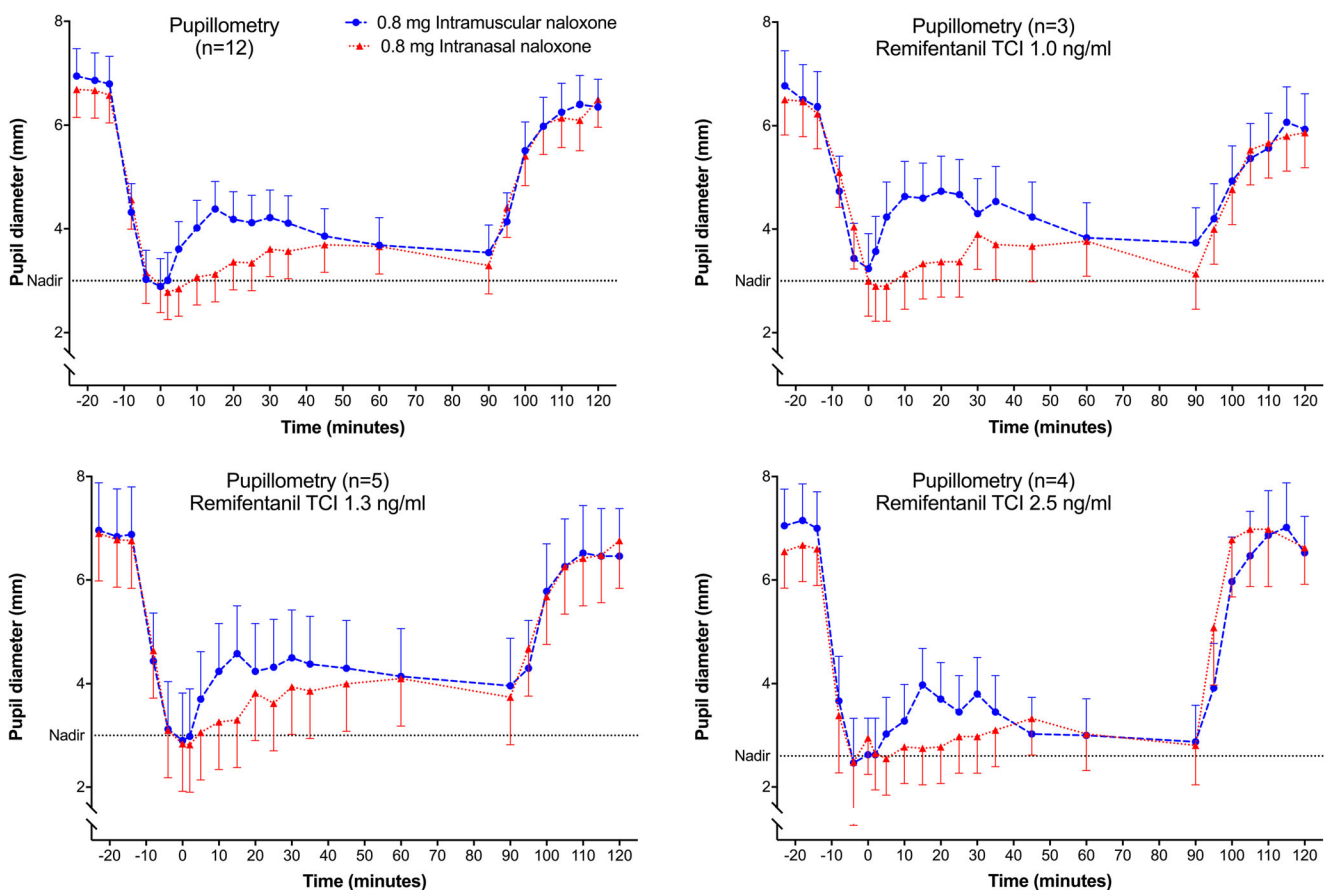 Pupillometry
(n=12)
0.8 mg Intramuscular naloxone
0.8 mg Intranasal naloxone
Pupil diameter (mm)
8
6
4
Nadir
2
-20 -10 0 10 20 30 40 50 60 70 80 90 100 110 120
Time (minutes)
Pupillometry (n=3)
Remifentanil TCI 1.0 ng/ml
Pupil diameter (mm)
8
6
4
Nadir
2
-20 -10 0 10 20 30 40 50 60 70 80 90 100 110 120
Time (minutes)
Pupillometry (n=5)
Remifentanil TCI 1.3 ng/ml
Pupil diameter (mm)
8
6
4
Nadir
2
-20 -10 0 10 20 30 40 50 60 70 80 90 100 110 120
Time (minutes)
Pupillometry (n=4)
Remifentanil TCI 2.5 ng/ml
Pupil diameter (mm)
8
6
4
Nadir
2
-20 -10 0 10 20 30 40 50 60 70 80 90 100 110 120
Time (minutes)